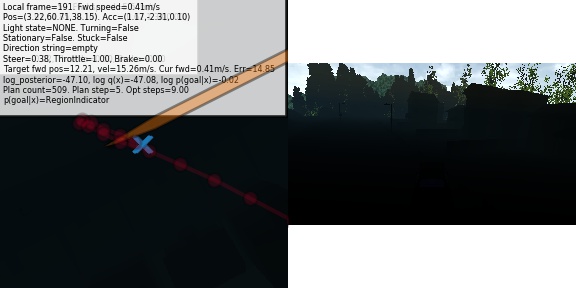 Local frame=191. Fwd speed=0.41m/s
Pos=(3.22,60.71,38.15). Acc=(1.17,-2.31,0.10)
Light state=NONE. Turning=False
Stationary=False. Stuck=False
Direction string=empty
Steer=0.38, Throttle=1.00, Brake=0.00
Target fwd pos=12.21, vel=15.26m/s. Cur fwd=0.41m/s. Err=14.85
log_posterior=-47.10, log q(x)=-47.08, log p(goal|x)=-0.02
Plan count=509. Plan step=5. Opt steps=9.00
p(goal|x)=RegionIndicator